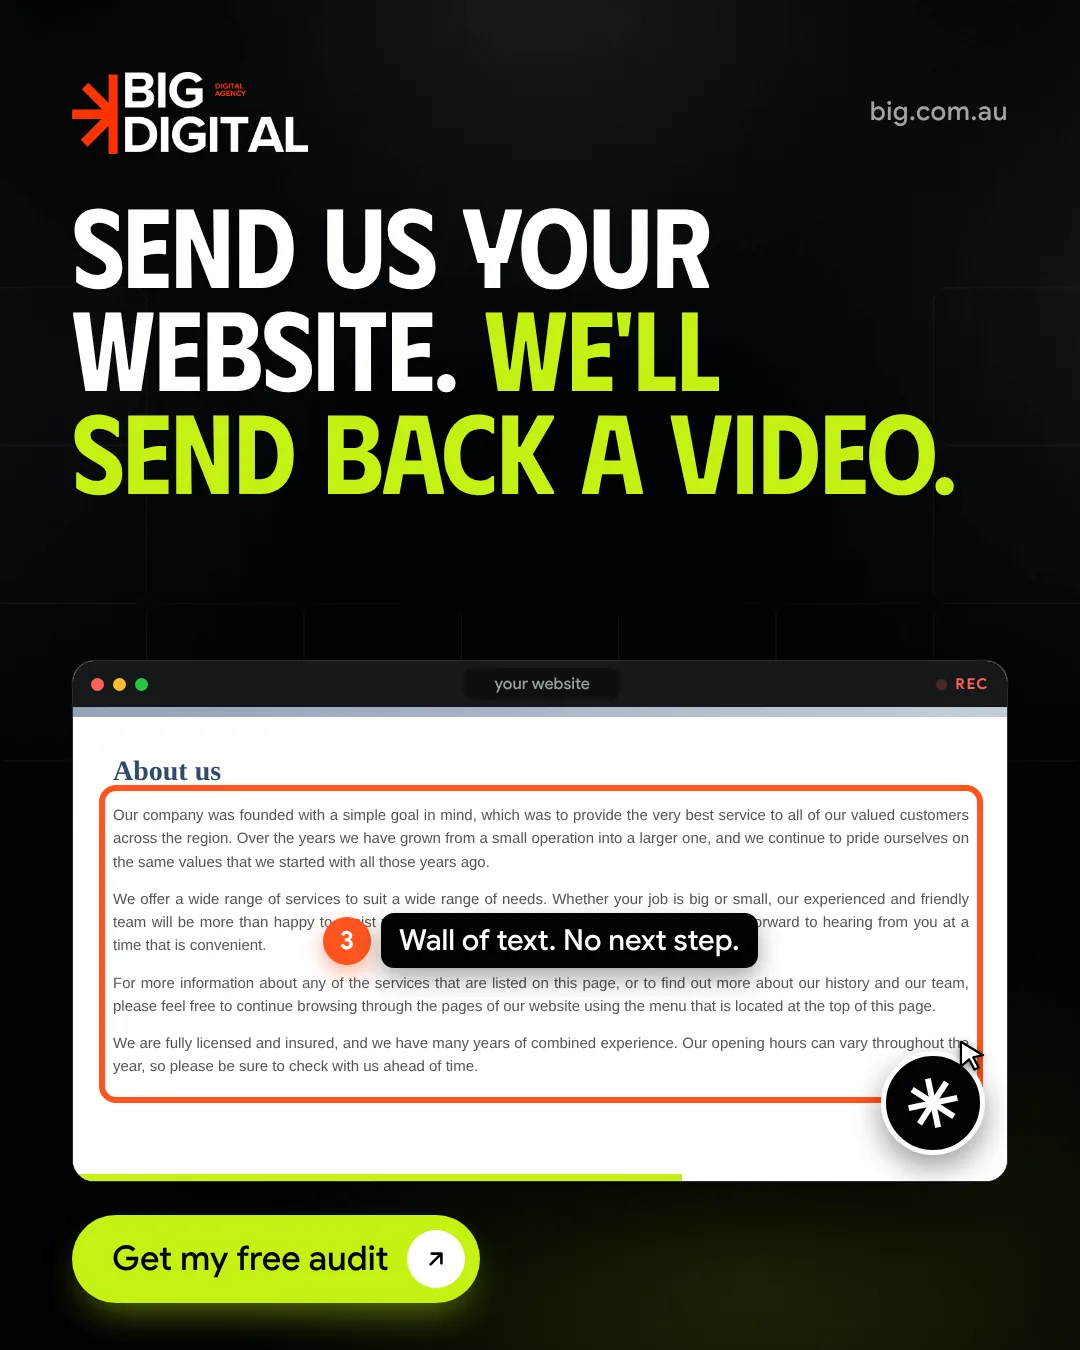 BIG
DIGITAL
AGENCY
DIGITAL
big.com.au
SEND US YOUR
WEBSITE. WE'LL
SEND BACK A VIDEO.
your website
REC
About us
Our company was founded with a simple goal in mind, which was to provide the very best service to all of our valued customers
across the region. Over the years we have grown from a small operation into a larger one, and we continue to pride ourselves on
the same values that we started with all those years ago.
We offer a wide range of services to suit a wide range of needs. Whether your job is big or small, our experienced and friendly
team will be more than happy to hearing from you at a
3
Wall of text. No next step.
time that is convenient.
For more information about any of the services that are listed on this page, or to find out more about our history and our team,
please feel free to continue browsing through the pages of our website using the menu that is located at the top of this page.
We are fully licensed and insured, and we have many years of combined experience. Our opening hours can vary throughout the
year, so please be sure to check with us ahead of time.
Get my free audit